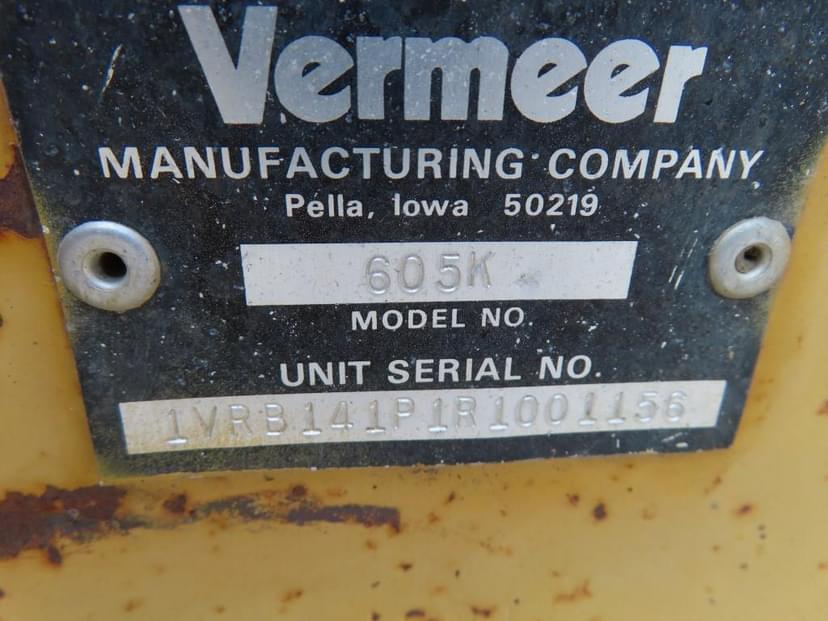 Vermeer
MANUFACTURING COMPANY
Pella, Iowa 50219
605K
MODEL NO.
UNIT SERIAL NO.
1VRB141P1R1001156